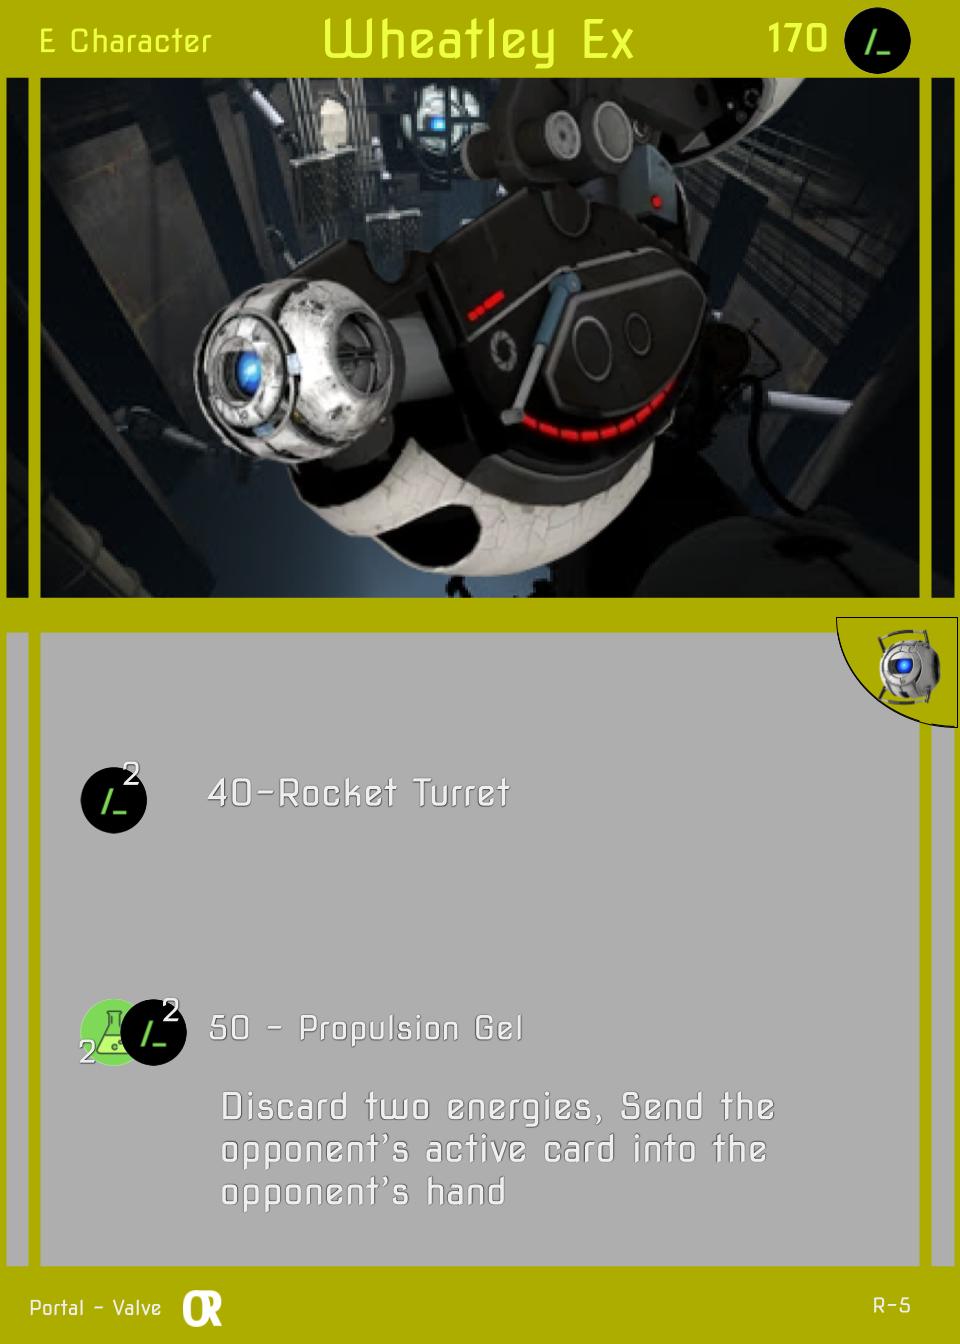 E Character
Wheatley Ex
170
/_
2
/_
40-Rocket Turret
2
2
/_
50 - Propulsion Gel
Discard two energies, Send the
opponent's active card into the
opponent's hand
Portal - Valve
OR
R-5